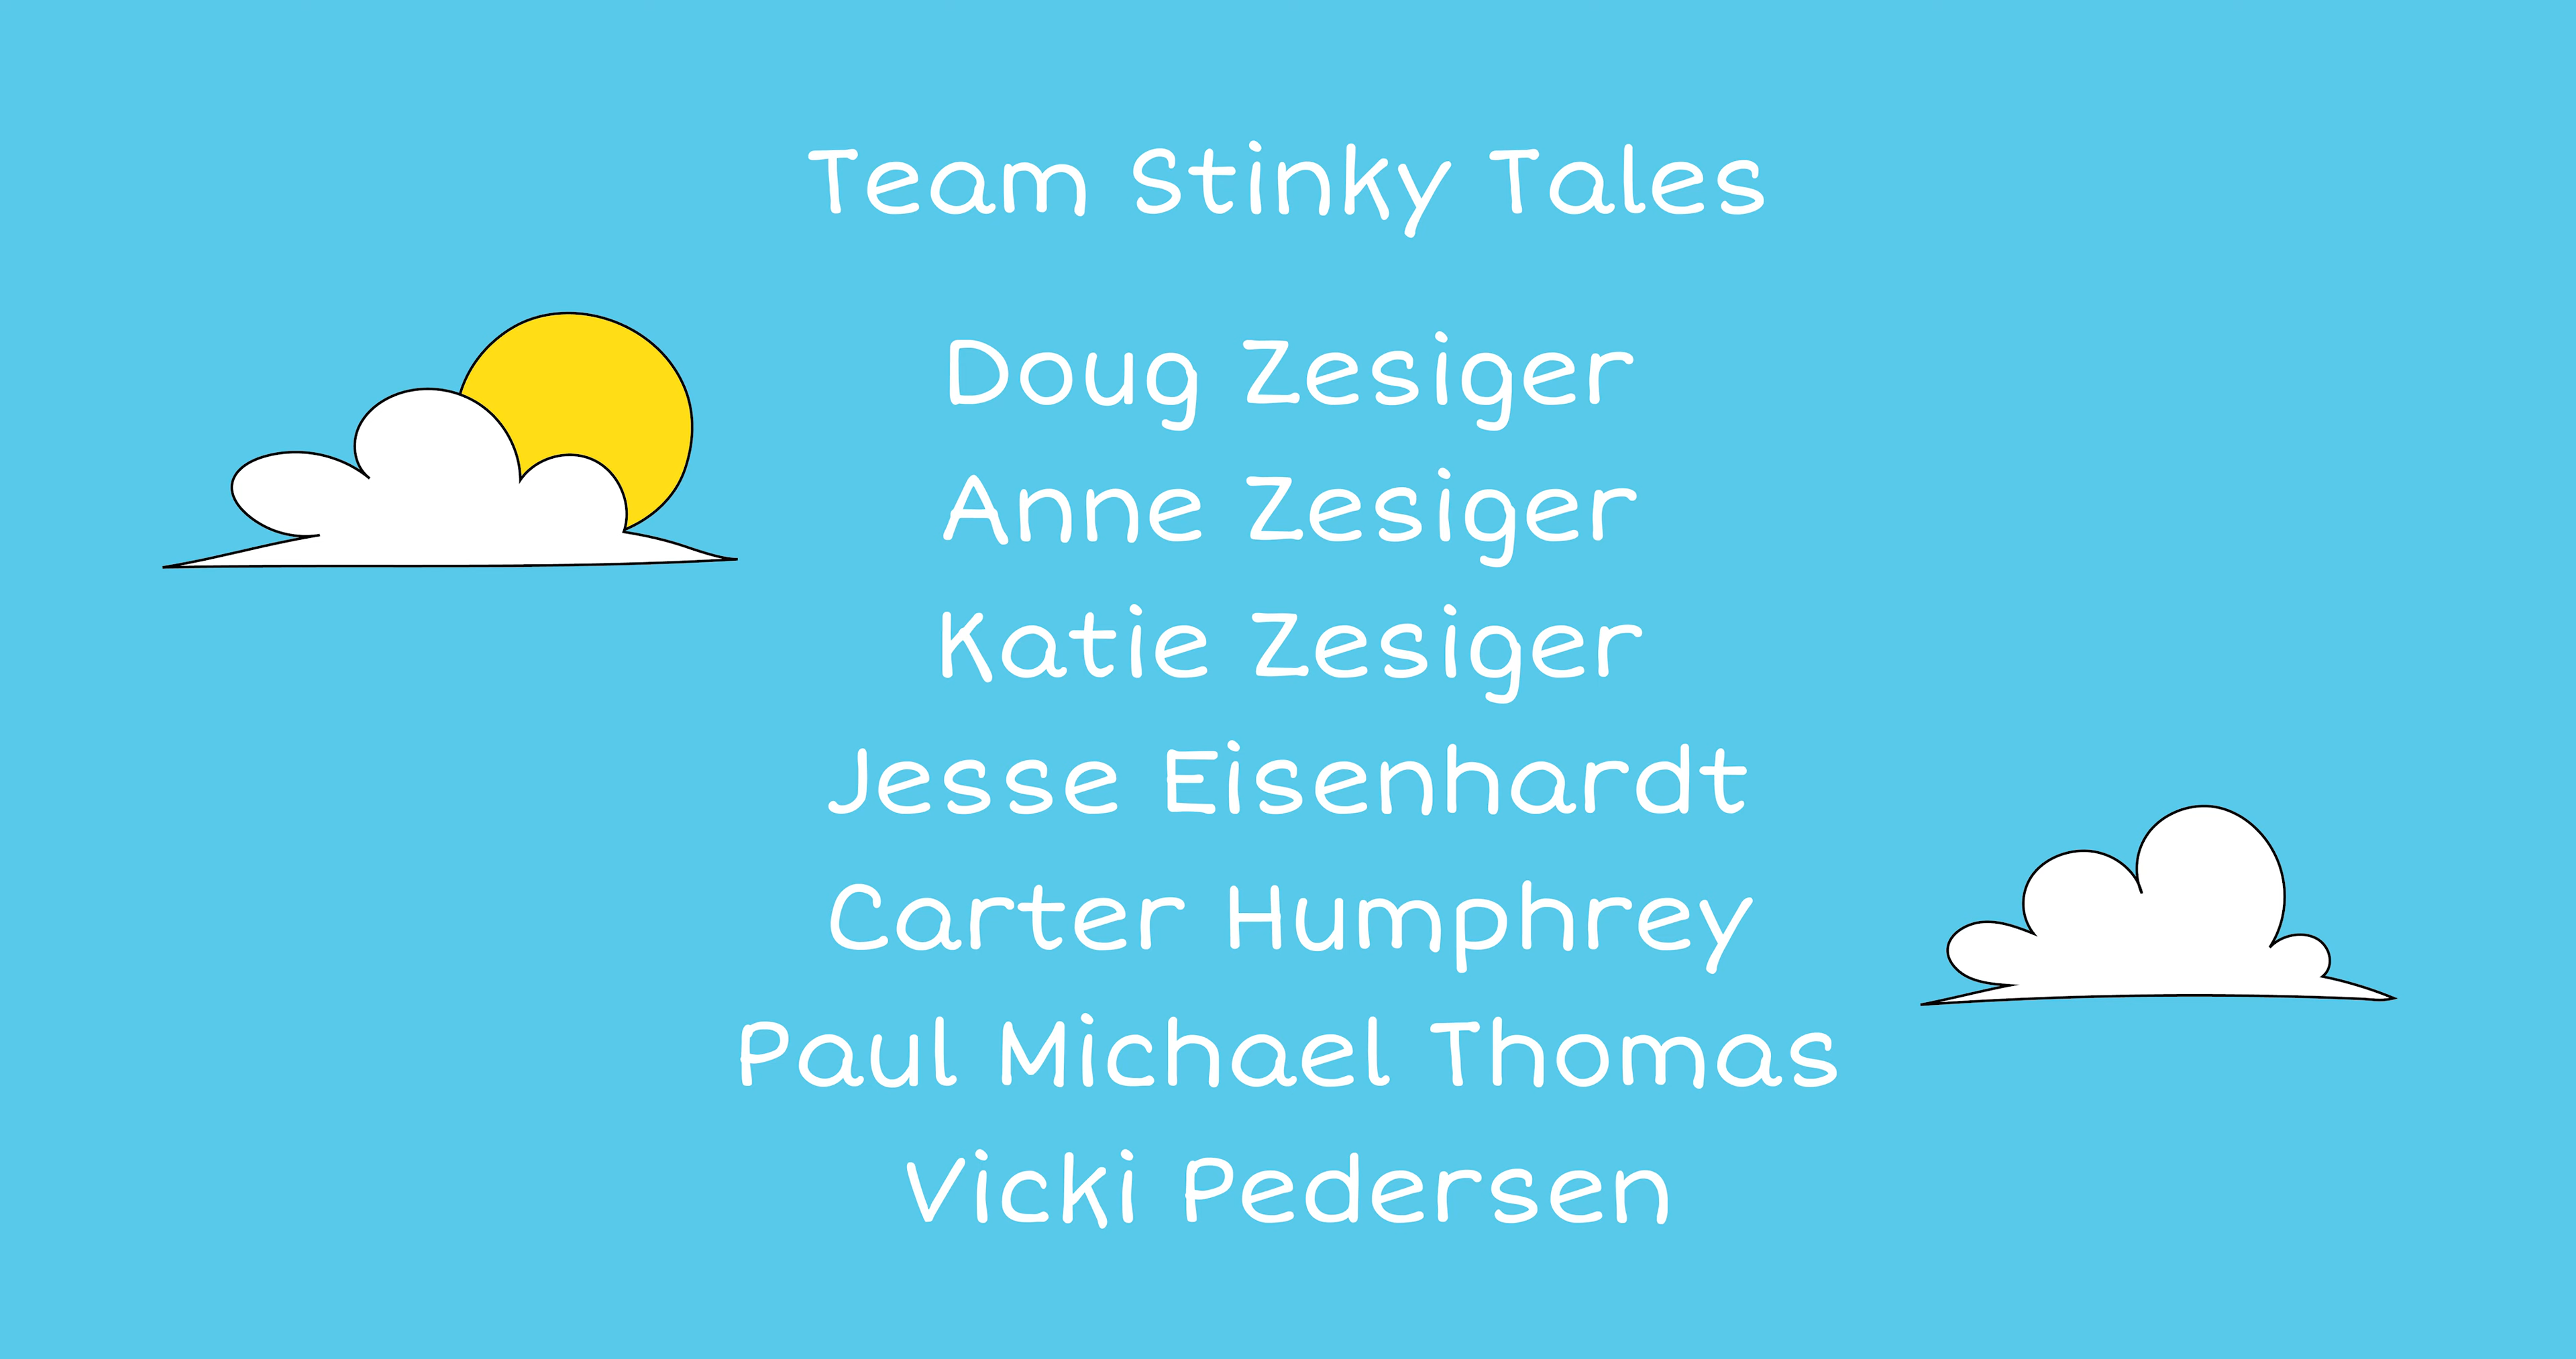 Team Stinky Tales
Doug Zesiger
Anne Zesiger
Katie Zesiger
Jesse Eisenhardt
Carter Humphrey
Paul Michael Thomas
Vicki Pedersen